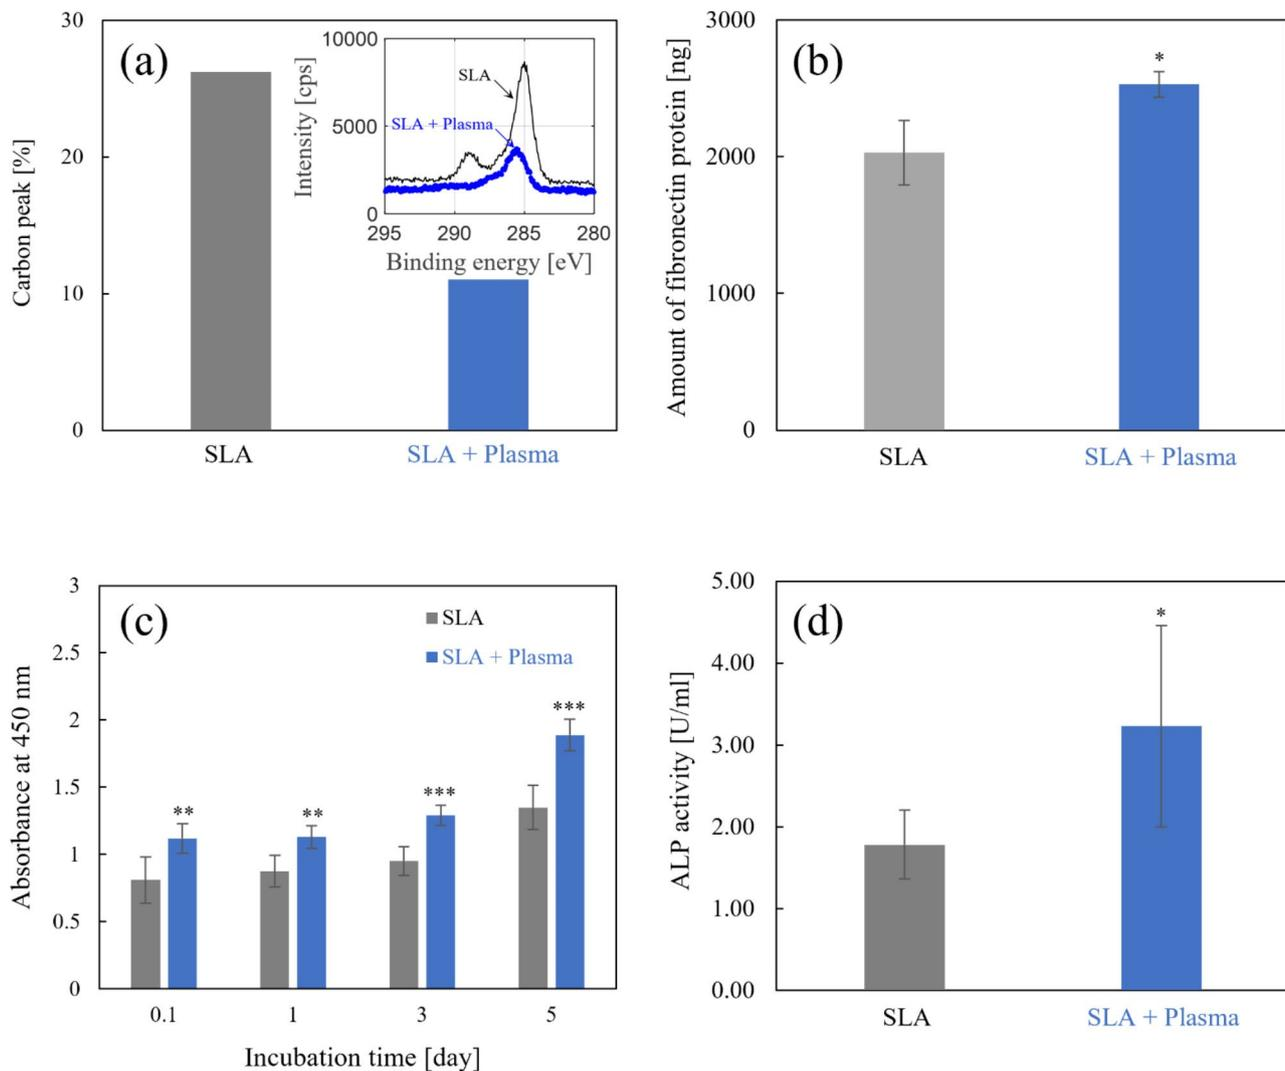 (a)
Carbon peak [%]
30
20
10
0
SLA
SLA + Plasma
Intensity [cps]
10000
5000
0
SLA
SLA + Plasma
295 290 285 280
Binding energy [eV]
(b)
Amount of fibronectin protein [ng]
3000
2000
1000
0
*
SLA
SLA + Plasma
(c)
Absorbance at 450 nm
3
2.5
2
1.5
1
0.5
0
SLA
SLA + Plasma
** ** *** ***
0.1 1 3 5
Incubation time [day]
(d)
ALP activity [U/ml]
5.00
4.00
3.00
2.00
1.00
0.00
*
SLA
SLA + Plasma